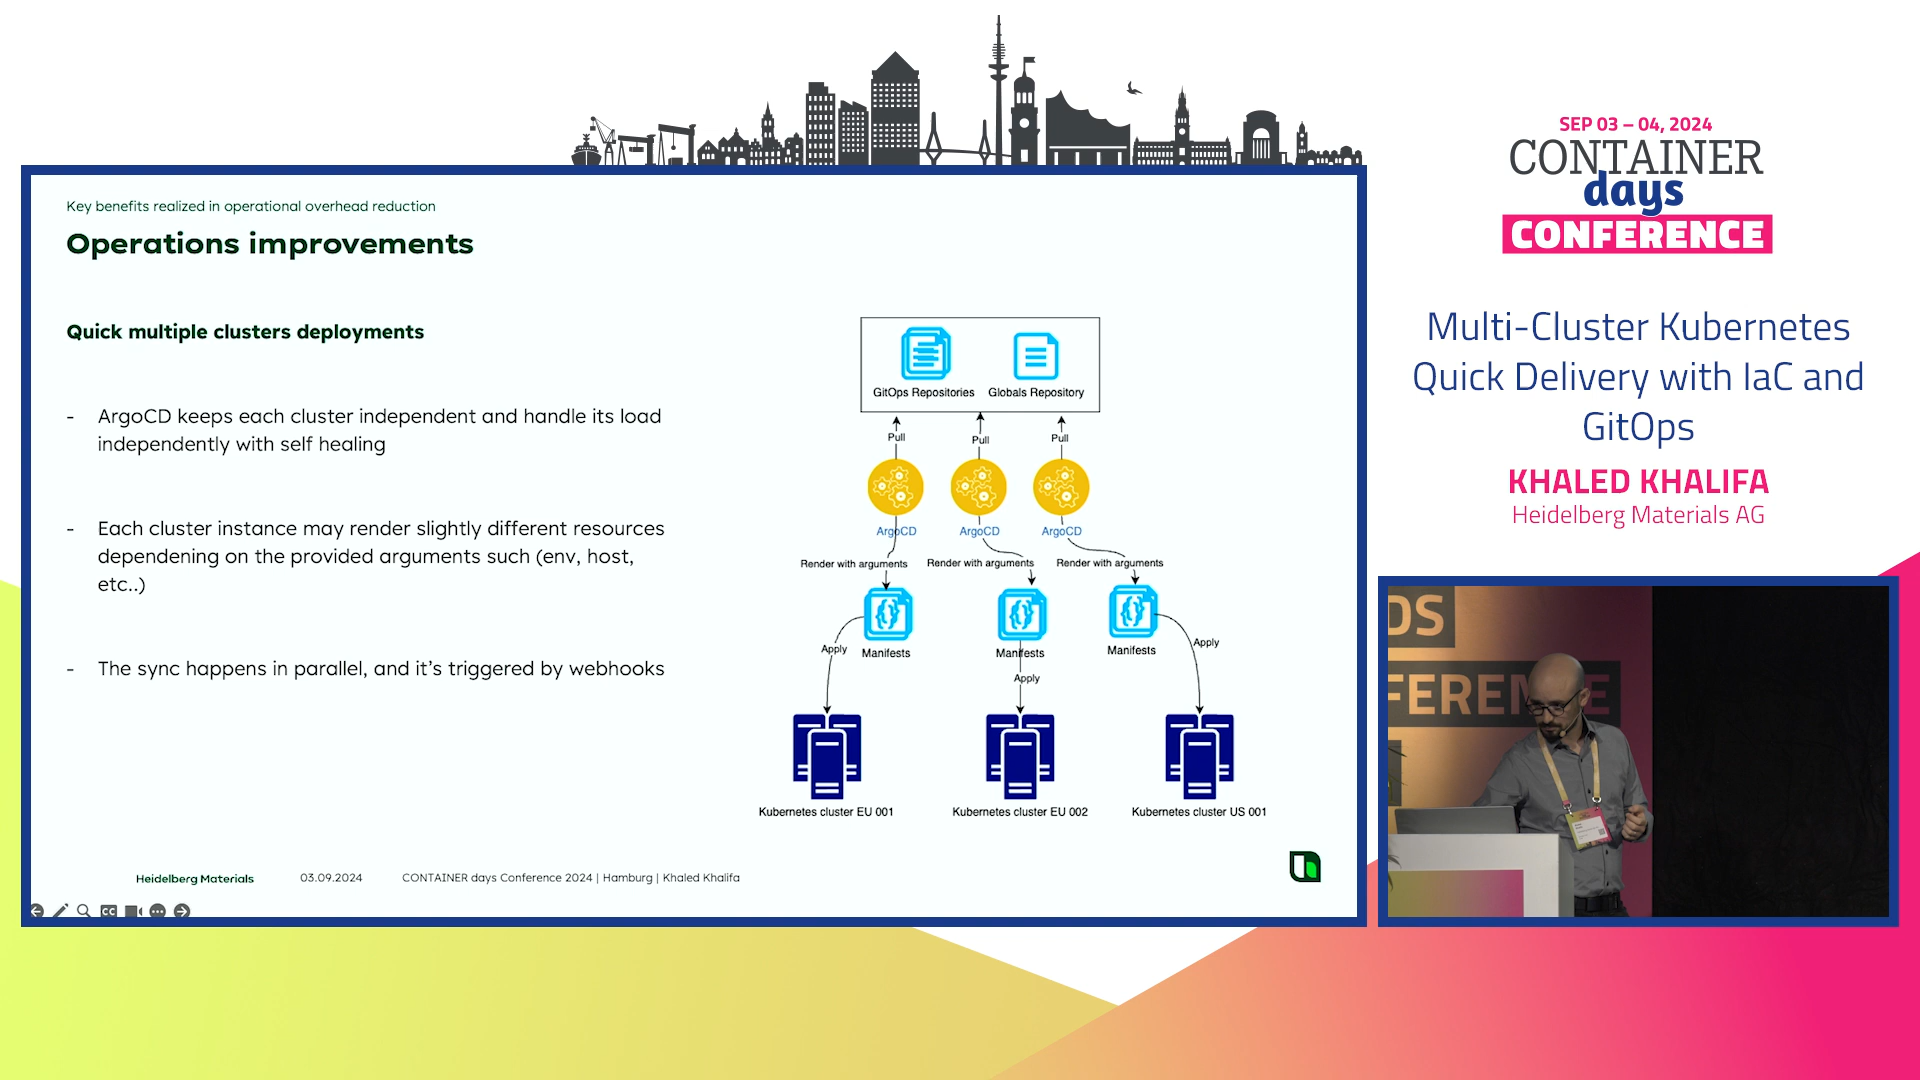 SEP 03 – 04, 2024
CONTAINER
days
CONFERENCE
Key benefits realized in operational overhead reduction
Operations improvements
Quick multiple clusters deployments
- ArgoCD keeps each cluster independent and handle its load
independently with self healing
- Each cluster instance may render slightly different resources
dependening on the provided arguments such (env, host,
etc..)
- The sync happens in parallel, and it's triggered by webhooks
GitOps Repositories Globals Repository
Pull Pull Pull
ArgoCD ArgoCD ArgoCD
Render with arguments Render with arguments Render with arguments
Manifests Manifests Manifests
Apply Apply Apply
Kubernetes cluster EU 001 Kubernetes cluster EU 002 Kubernetes cluster US 001
Heidelberg Materials 03.09.2024 CONTAINER days Conference 2024 | Hamburg | Khaled Khalifa
CC
Multi-Cluster Kubernetes
Quick Delivery with IaC and
GitOps
KHALED KHALIFA
Heidelberg Materials AG
DS
FERENCE